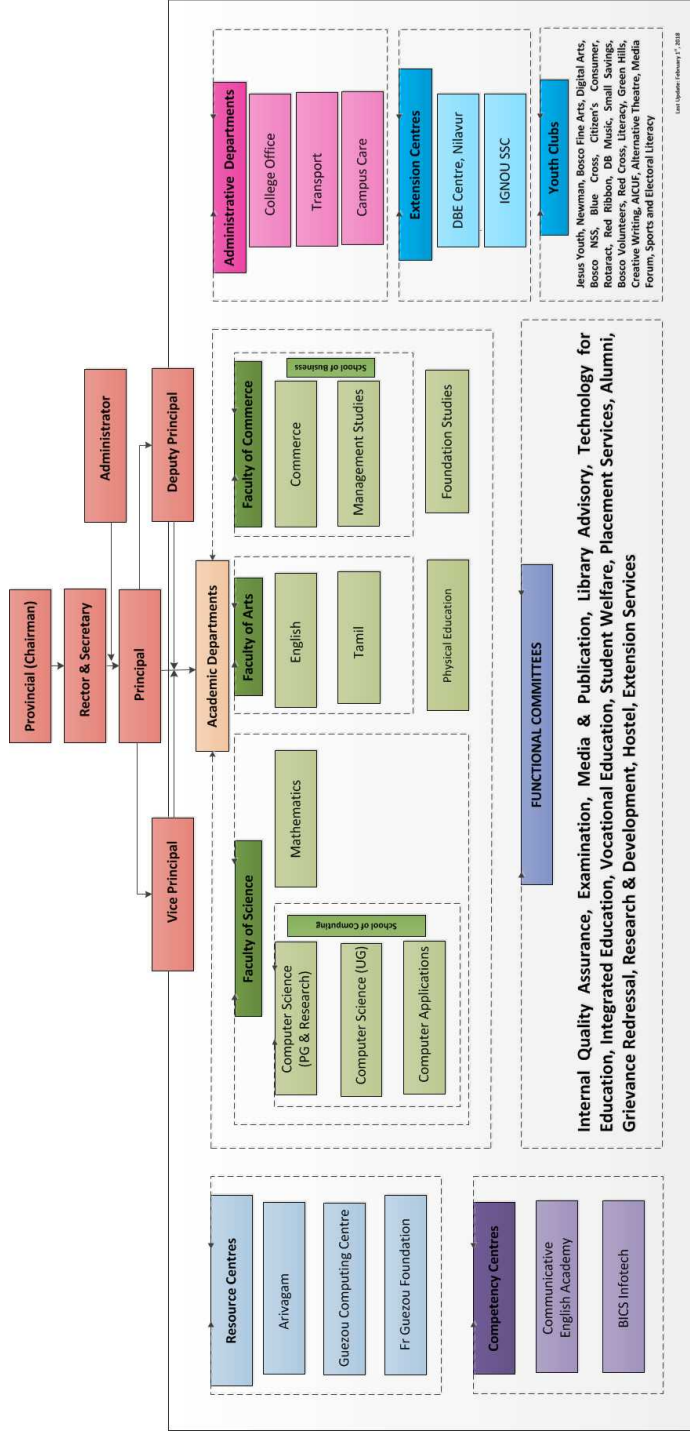 Provincial (Chairman)
Rector & Secretary
Administrator
Principal
Vice Principal
Deputy Principal
Academic Departments
Resource Centres
Arivagam
Guezou Computing Centre
Fr Guezou Foundation
Competency Centres
Communicative
English Academy
BICS Infotech
Faculty of Science
School of Computing
Computer Science
(PG & Research)
Computer Science (UG)
Computer Applications
Mathematics
Faculty of Arts
English
Tamil
Physical Education
Faculty of Commerce
School of Business
Commerce
Management Studies
Foundation Studies
FUNCTIONAL COMMITTEES
Internal Quality Assurance, Examination, Media & Publication, Library Advisory, Technology for
Education, Integrated Education, Vocational Education, Student Welfare, Placement Services, Alumni,
Grievance Redressal, Research & Development, Hostel, Extension Services
Administrative Departments
College Office
Transport
Campus Care
Extension Centres
DBE Centre, Nilavur
IGNOU SSC
Youth Clubs
Jesus Youth, Newman, Bosco Fine Arts, Digital Arts,
Bosco NSS, Blue Cross, Citizen's Consumer,
Rotaract, Red Ribbon, DB Music, Small Savings,
Bosco Volunteers, Red Cross, Literacy, Green Hills,
Creative Writing, AICUF, Alternative Theatre, Media
Forum, Sports and Electoral Literacy
Last Update: February 1st, 2018